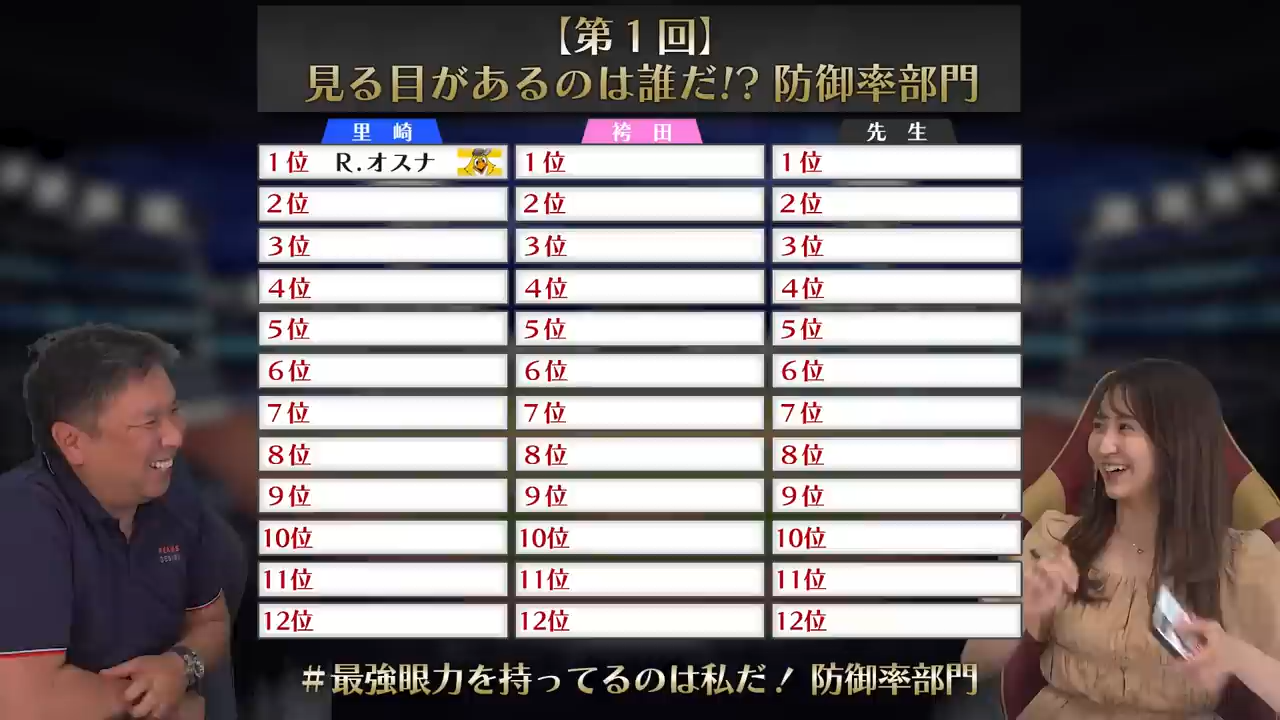 【第1回】
見る目があるのは誰だ!? 防御率部門
里崎 袴田 先生
1位 R.オスナ 1位 1位
2位 2位 2位
3位 3位 3位
4位 4位 4位
5位 5位 5位
6位 6位 6位
7位 7位 7位
8位 8位 8位
9位 9位 9位
10位 10位 10位
11位 11位 11位
12位 12位 12位
#最強眼力を持ってるのは私だ! 防御率部門